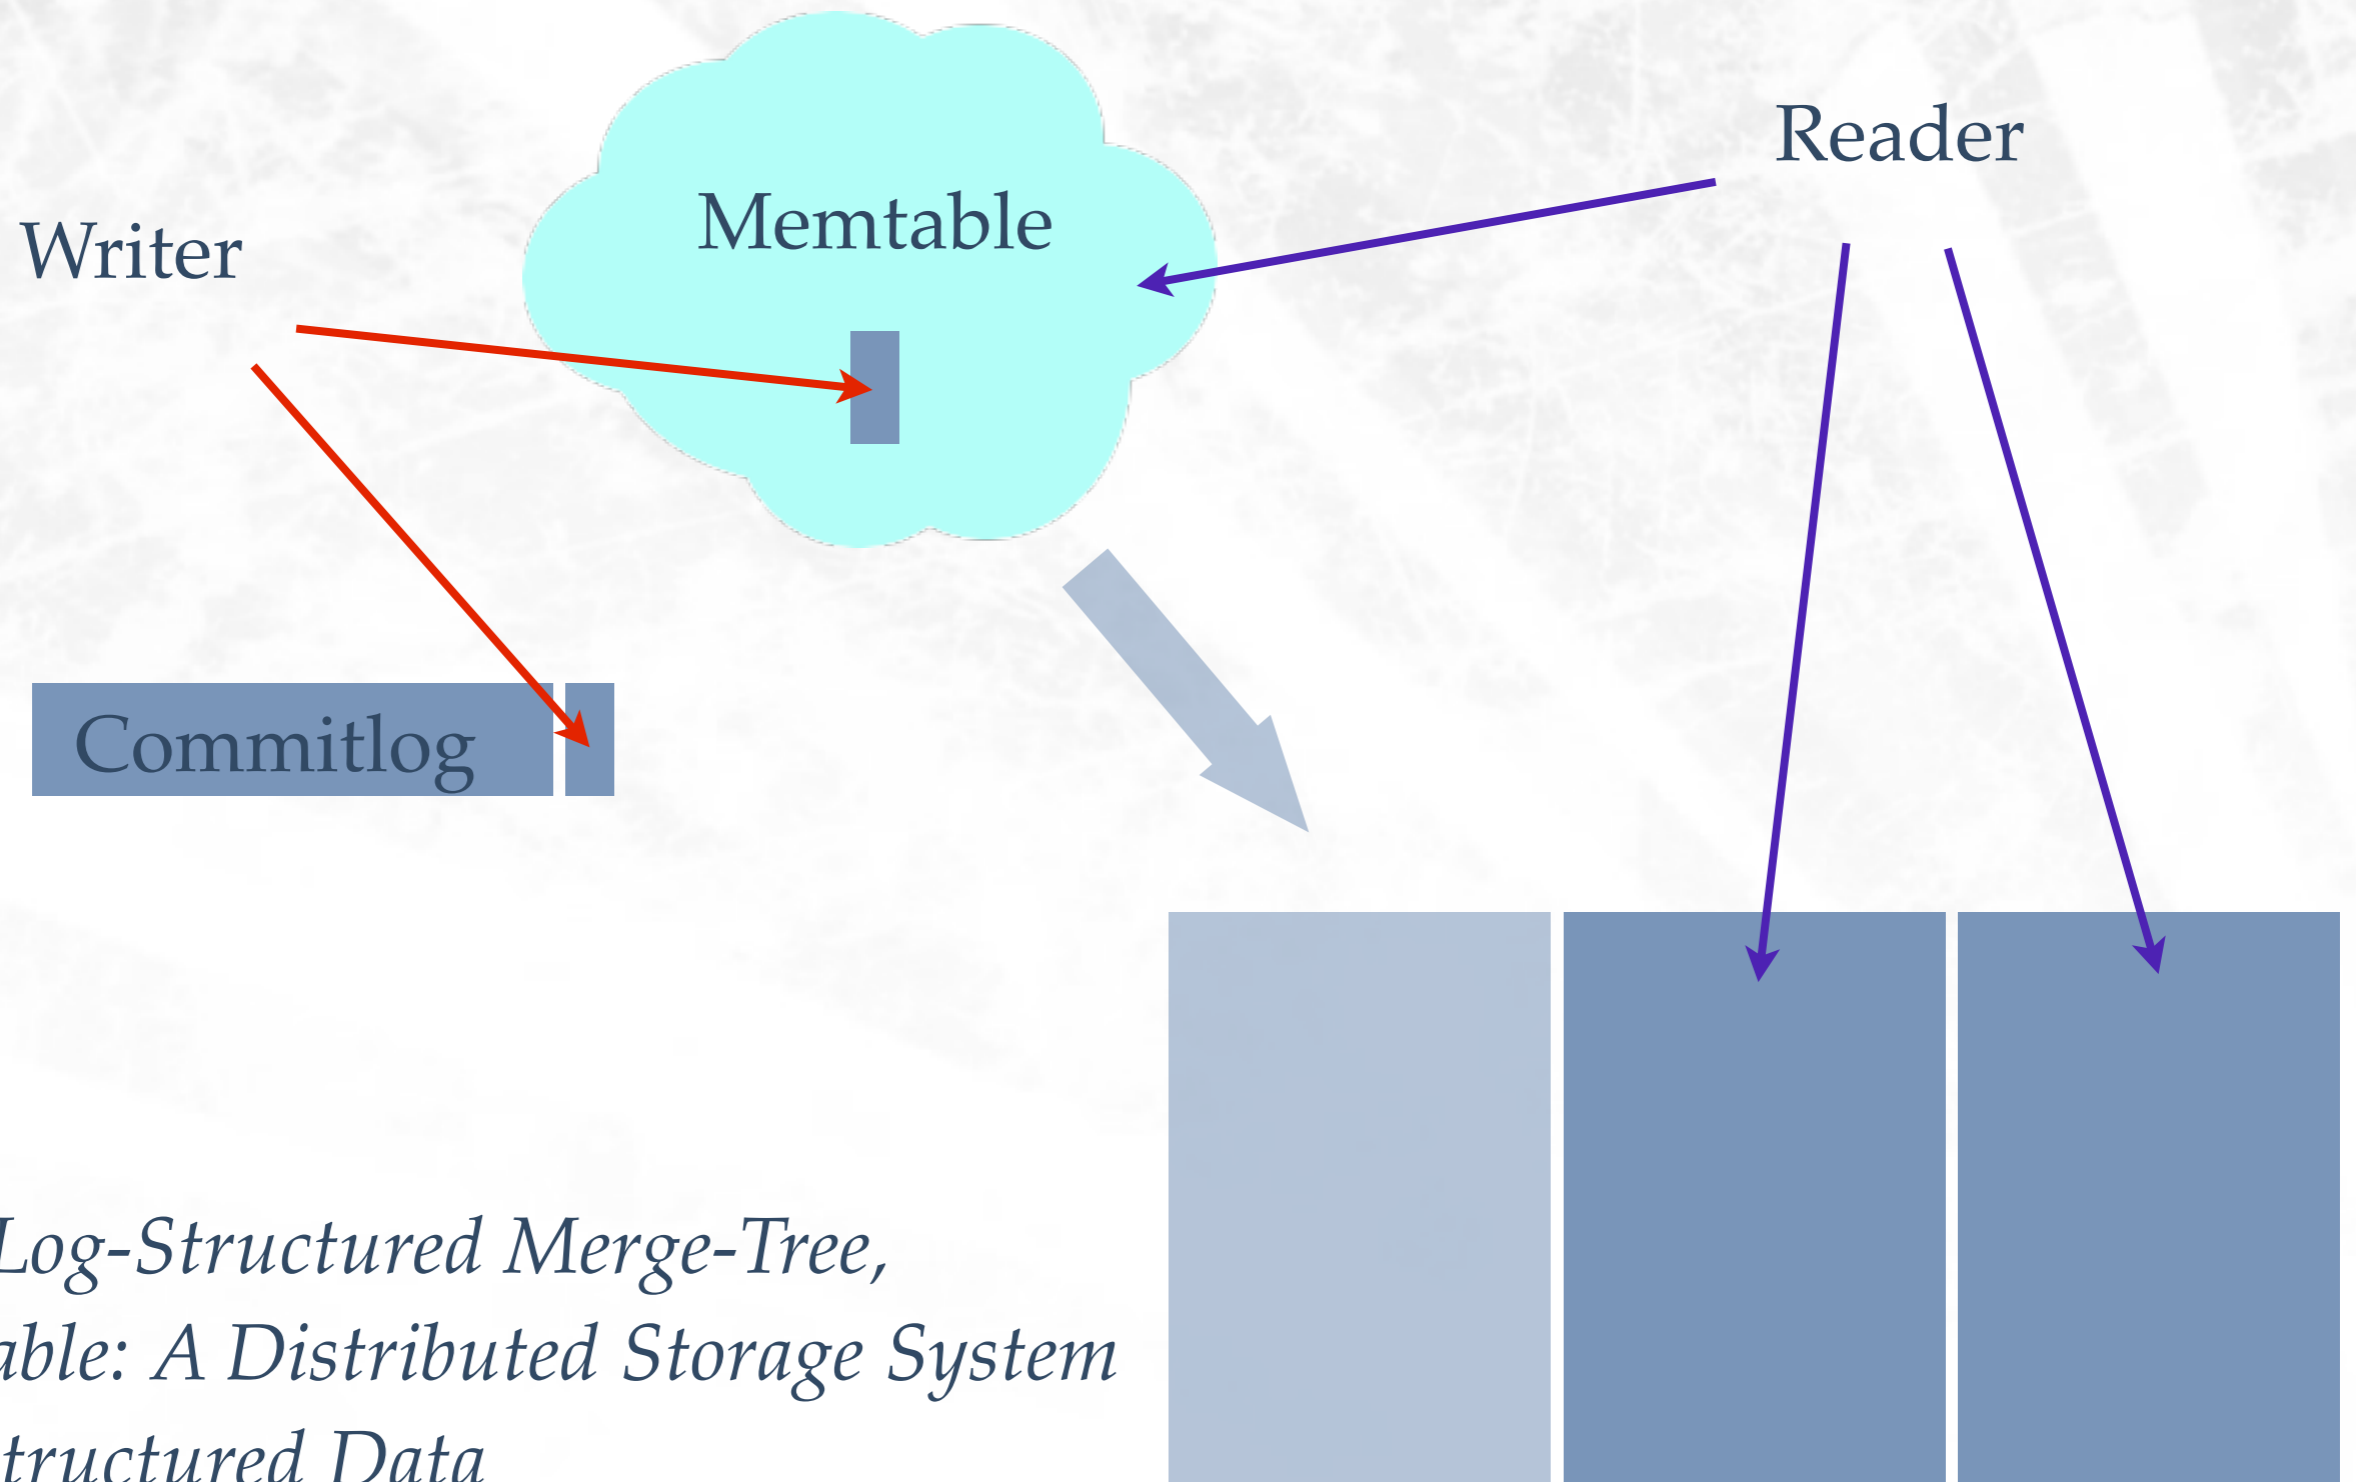 Reader
Memtable
Writer
Commitlog
Log-Structured Merge-Tree,
able: A Distributed Storage System
tructured Data